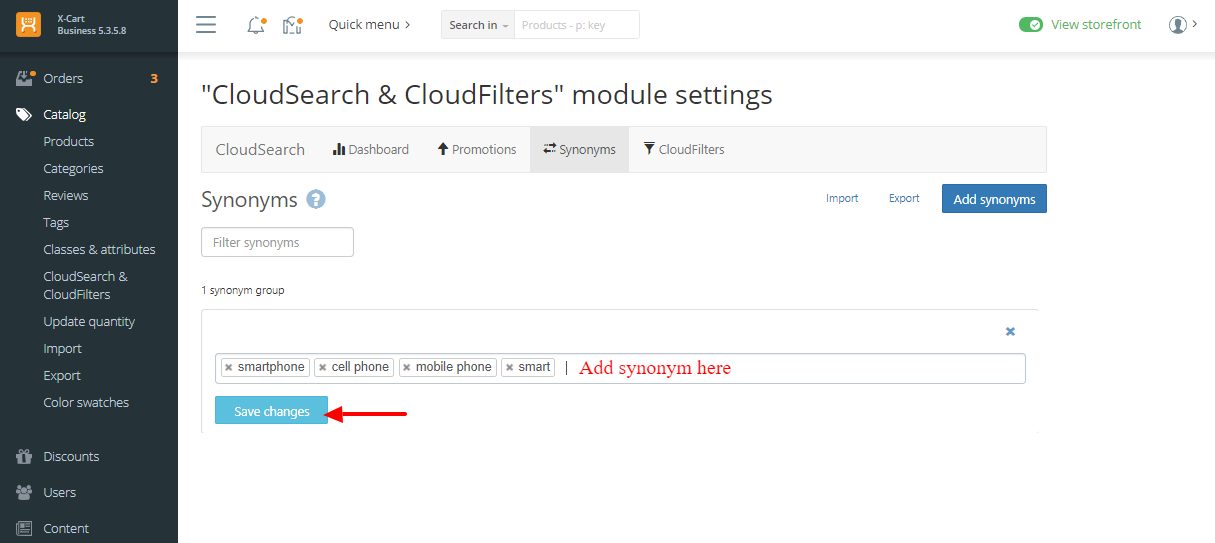 X-Cart
Business 5.3.5.8
Quick menu
Search in
Products - p: key
View storefront
Orders 3
Catalog
Products
Categories
Reviews
Tags
Classes & attributes
CloudSearch &
CloudFilters
Update quantity
Import
Export
Color swatches
Discounts
Users
Content
"CloudSearch & CloudFilters" module settings
CloudSearch Dashboard Promotions Synonyms CloudFilters
Synonyms ? Import Export Add synonyms
Filter synonyms
1 synonym group
smartphone cell phone mobile phone smart Add synonym here
Save changes